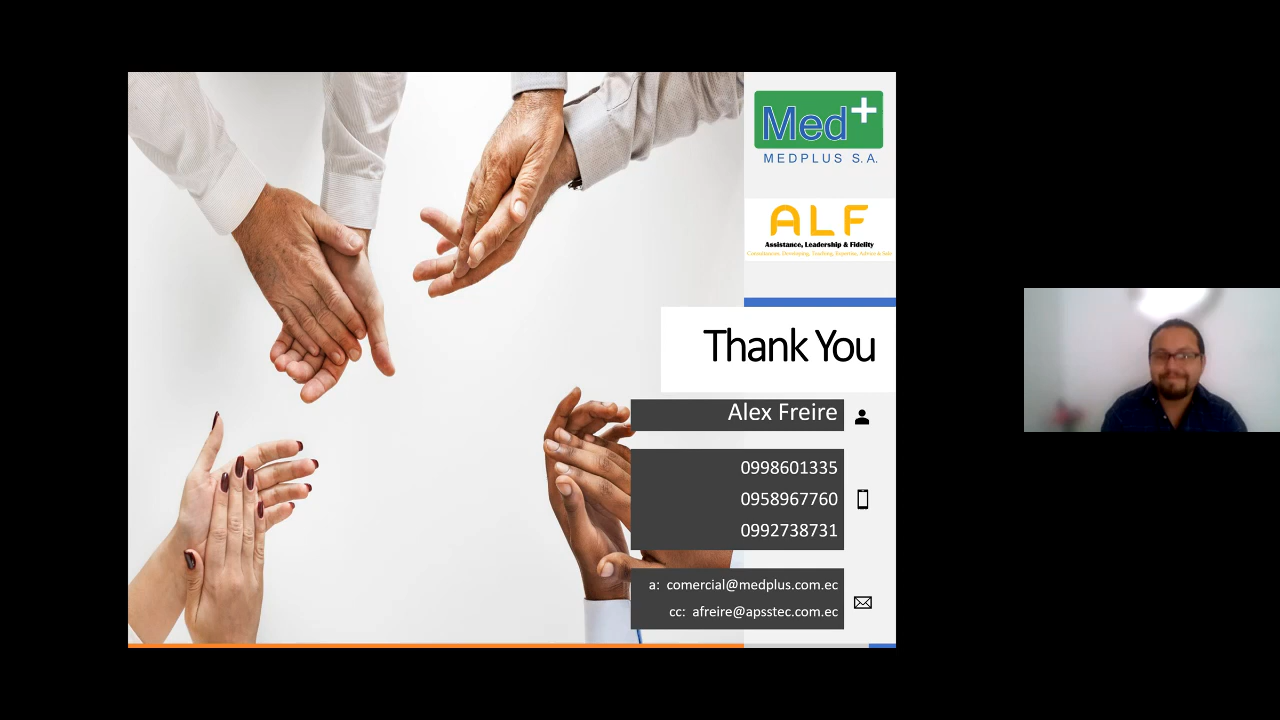 Med+
MEDPLUS S.A.
ALF
Assistance, Leadership & Fidelity
Thank You
Alex Freire
0998601335
0958967760
0992738731
a: comercial@medplus.com.ec
cc: afreire@apsstec.com.ec